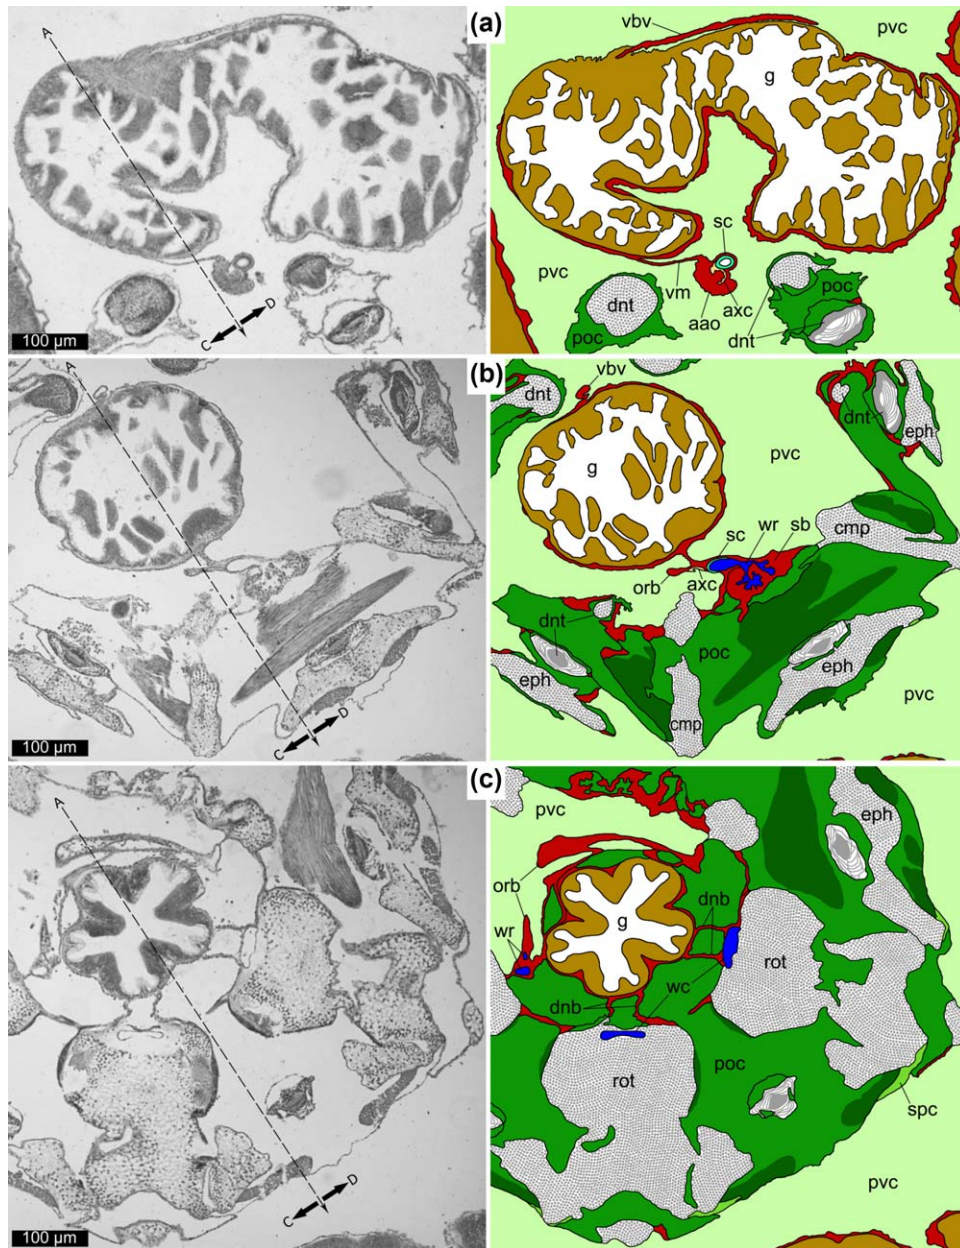 (a)
A
vbv
pvc
g
sc
pvc
vm
dnt
poc
aao
axc
dnt
poc
D
C
100 µm
(b)
A
vbv
dnt
dnt
eph
pvc
g
cmp
sc
wr
sb
orb
axc
dnt
poc
eph
eph
cmp
pvc
D
C
100 µm
(c)
A
pvc
eph
orb
g
dnb
wr
rot
wc
dnb
poc
rot
spc
pvc
D
C
100 µm